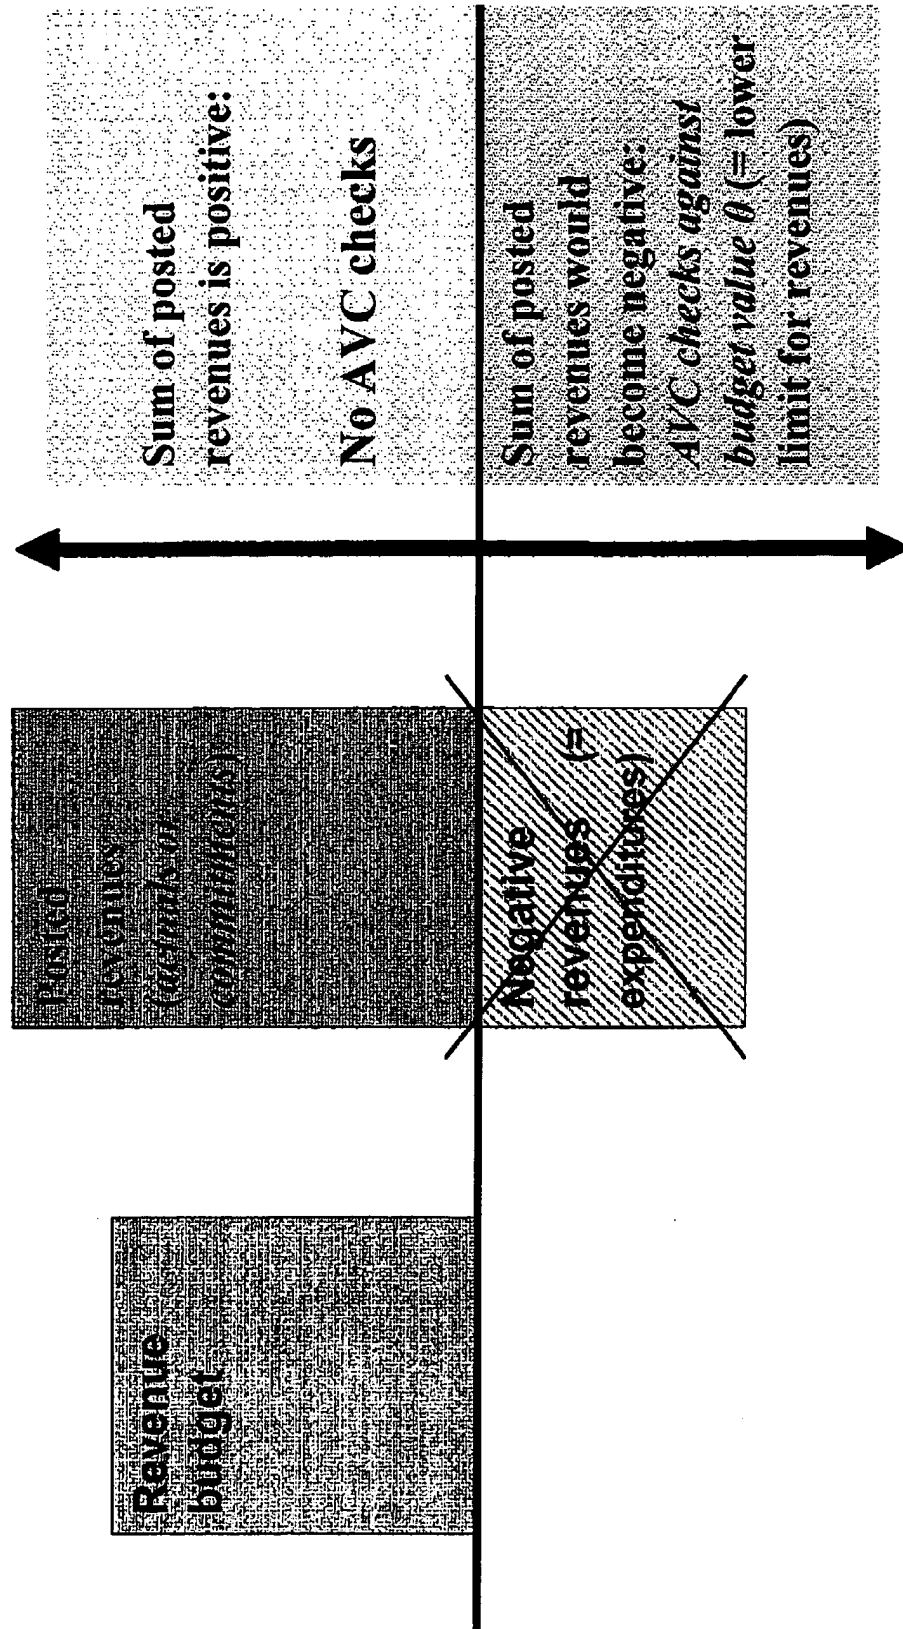 Revenue
budget
Posted
revenues
(actuals or
commitments)
Negative
revenues (=
expenditures)
Sum of posted
revenues is positive:
No AVC checks
Sum of posted
revenues would
become negative:
AVC checks against
budget value 0 (= lower
limit for revenues)